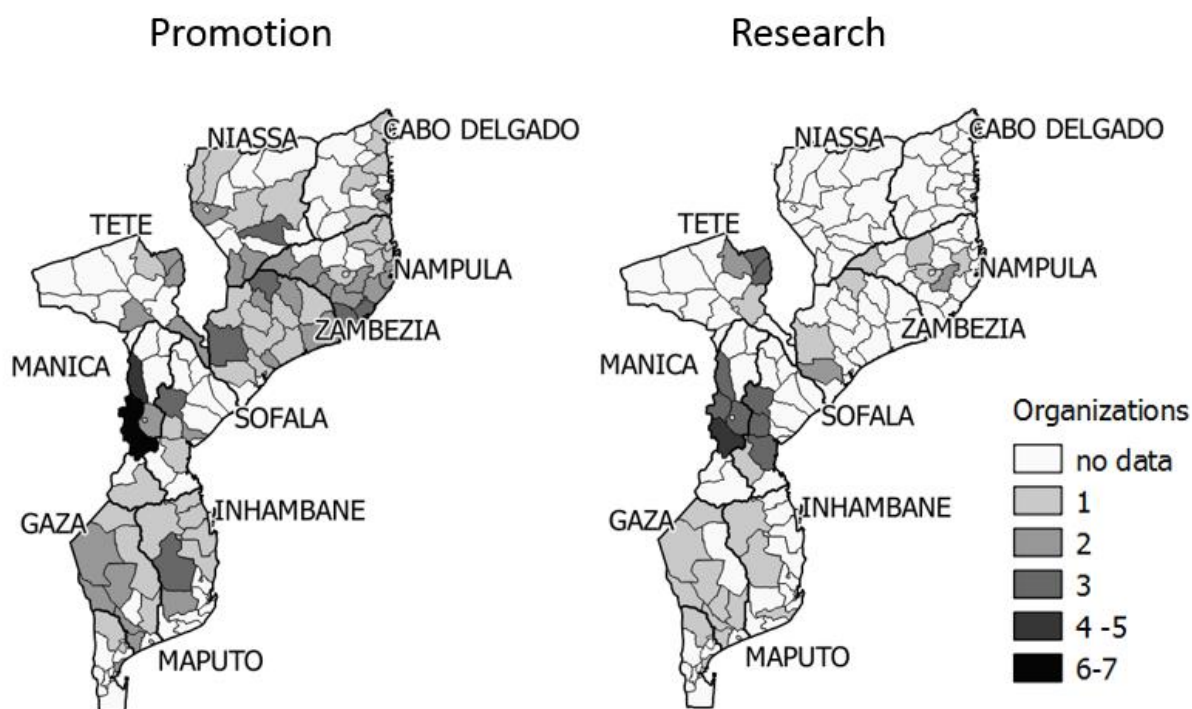 Promotion
NIASSA
CABO DELGADO
TETE
NAMPULA
ZAMBEZIA
MANICA
SOFALA
INHAMBANE
GAZA
MAPUTO
Research
NIASSA
CABO DELGADO
TETE
NAMPULA
ZAMBEZIA
MANICA
SOFALA
INHAMBANE
GAZA
MAPUTO
Organizations
no data
1
2
3
4 -5
6-7